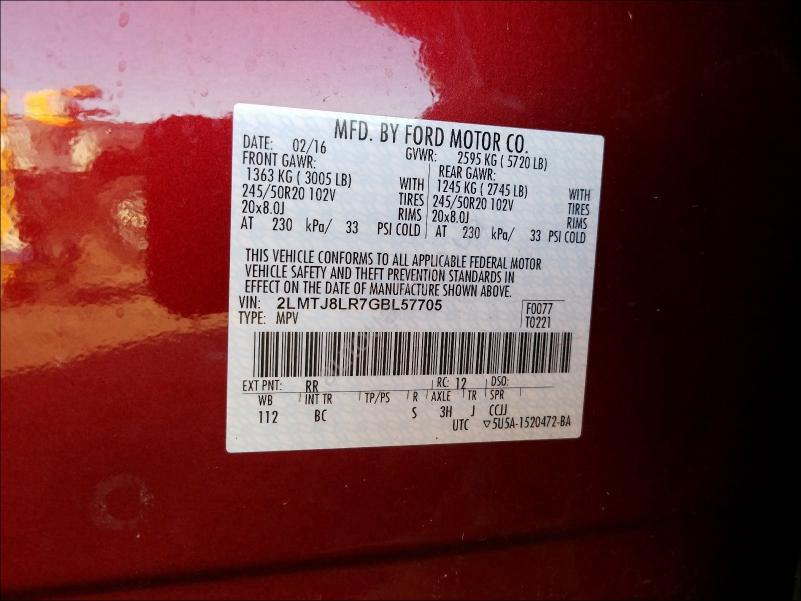 MFD. BY FORD MOTOR CO.
DATE: 02/16 GVWR: 2595 KG ( 5720 LB)
FRONT GAWR: REAR GAWR:
1363 KG ( 3005 LB) WITH 1245 KG ( 2745 LB) WITH
245/50R20 102V TIRES 245/50R20 102V TIRES
20x8.0J RIMS 20x8.0J RIMS
AT 230 kPa/ 33 PSI COLD AT 230 kPa/ 33 PSI COLD
THIS VEHICLE CONFORMS TO ALL APPLICABLE FEDERAL MOTOR
VEHICLE SAFETY AND THEFT PREVENTION STANDARDS IN
EFFECT ON THE DATE OF MANUFACTURE SHOWN ABOVE.
VIN: 2LMTJ8LR7GBL57705 F0077
TYPE: MPV T0221
EXT PNT: RR RC: 12 DSO:
WB INT TR TP/PS R AXLE TR SPR
112 BC S 3H J CCJJ
UTC ▽5U5A-1520472-BA